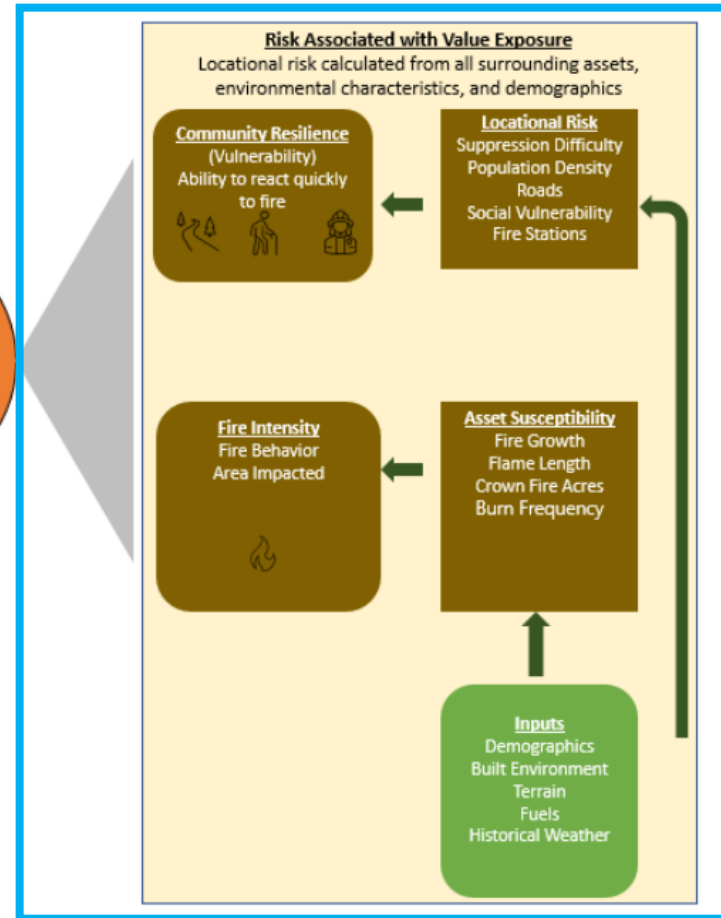 Risk Associated with Value Exposure
Locational risk calculated from all surrounding assets,
environmental characteristics, and demographics
Community Resilience
(Vulnerability)
Ability to react quickly
to fire
Locational Risk
Suppression Difficulty
Population Density
Roads
Social Vulnerability
Fire Stations
Fire Intensity
Fire Behavior
Area Impacted
Asset Susceptibility
Fire Growth
Flame Length
Crown Fire Acres
Burn Frequency
Inputs
Demographics
Built Environment
Terrain
Fuels
Historical Weather